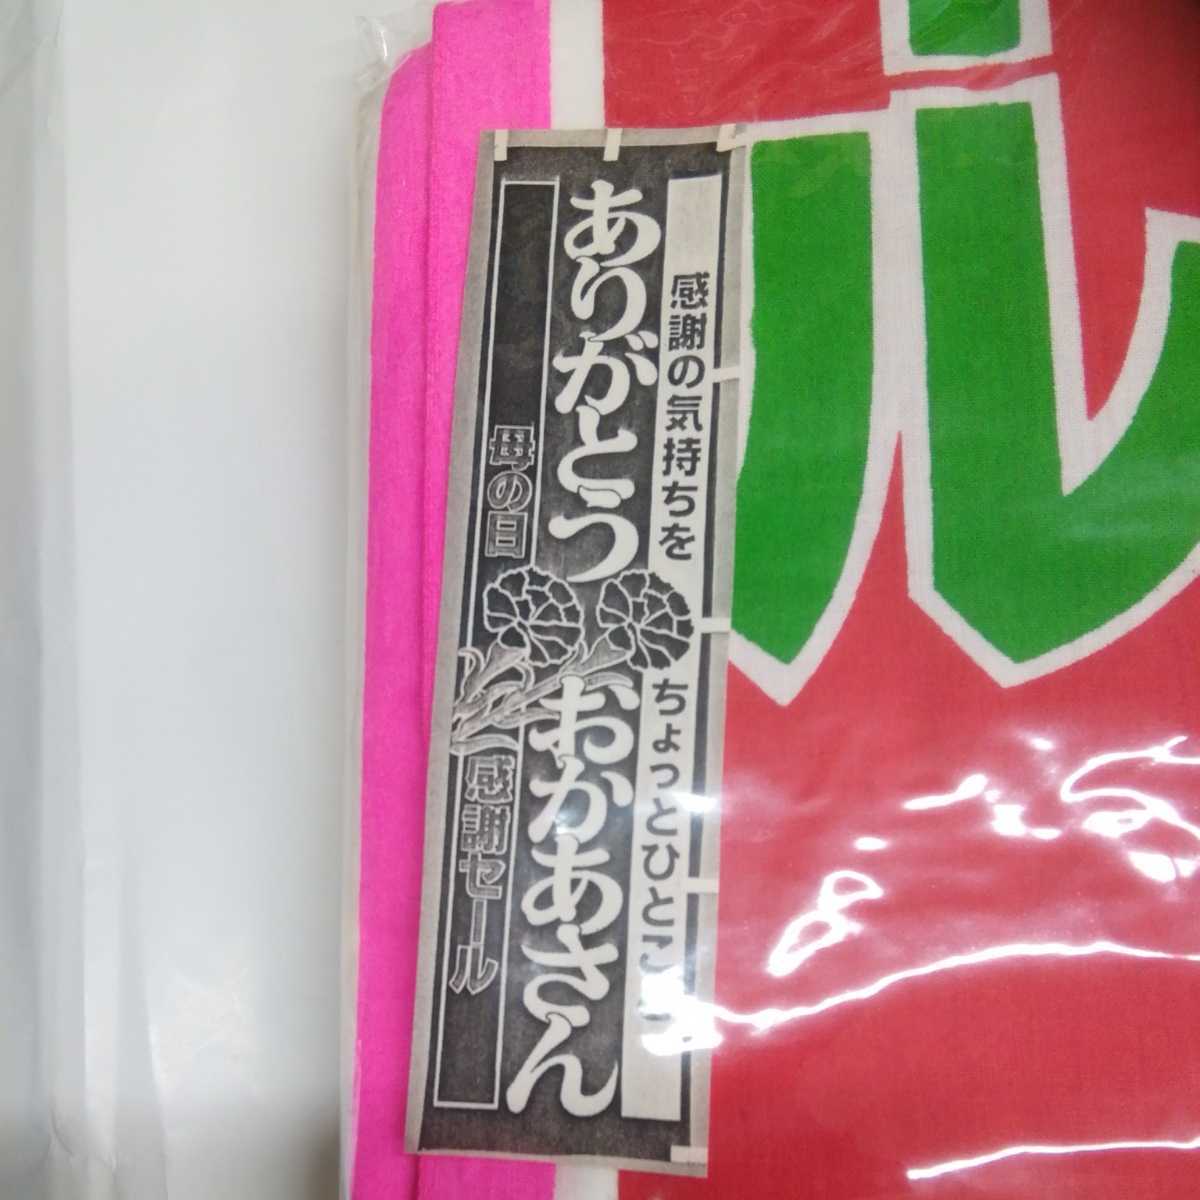 感謝の気持ちを ちょっとひとこ
ありがとう おかあさん
母の日 感謝セール
ル